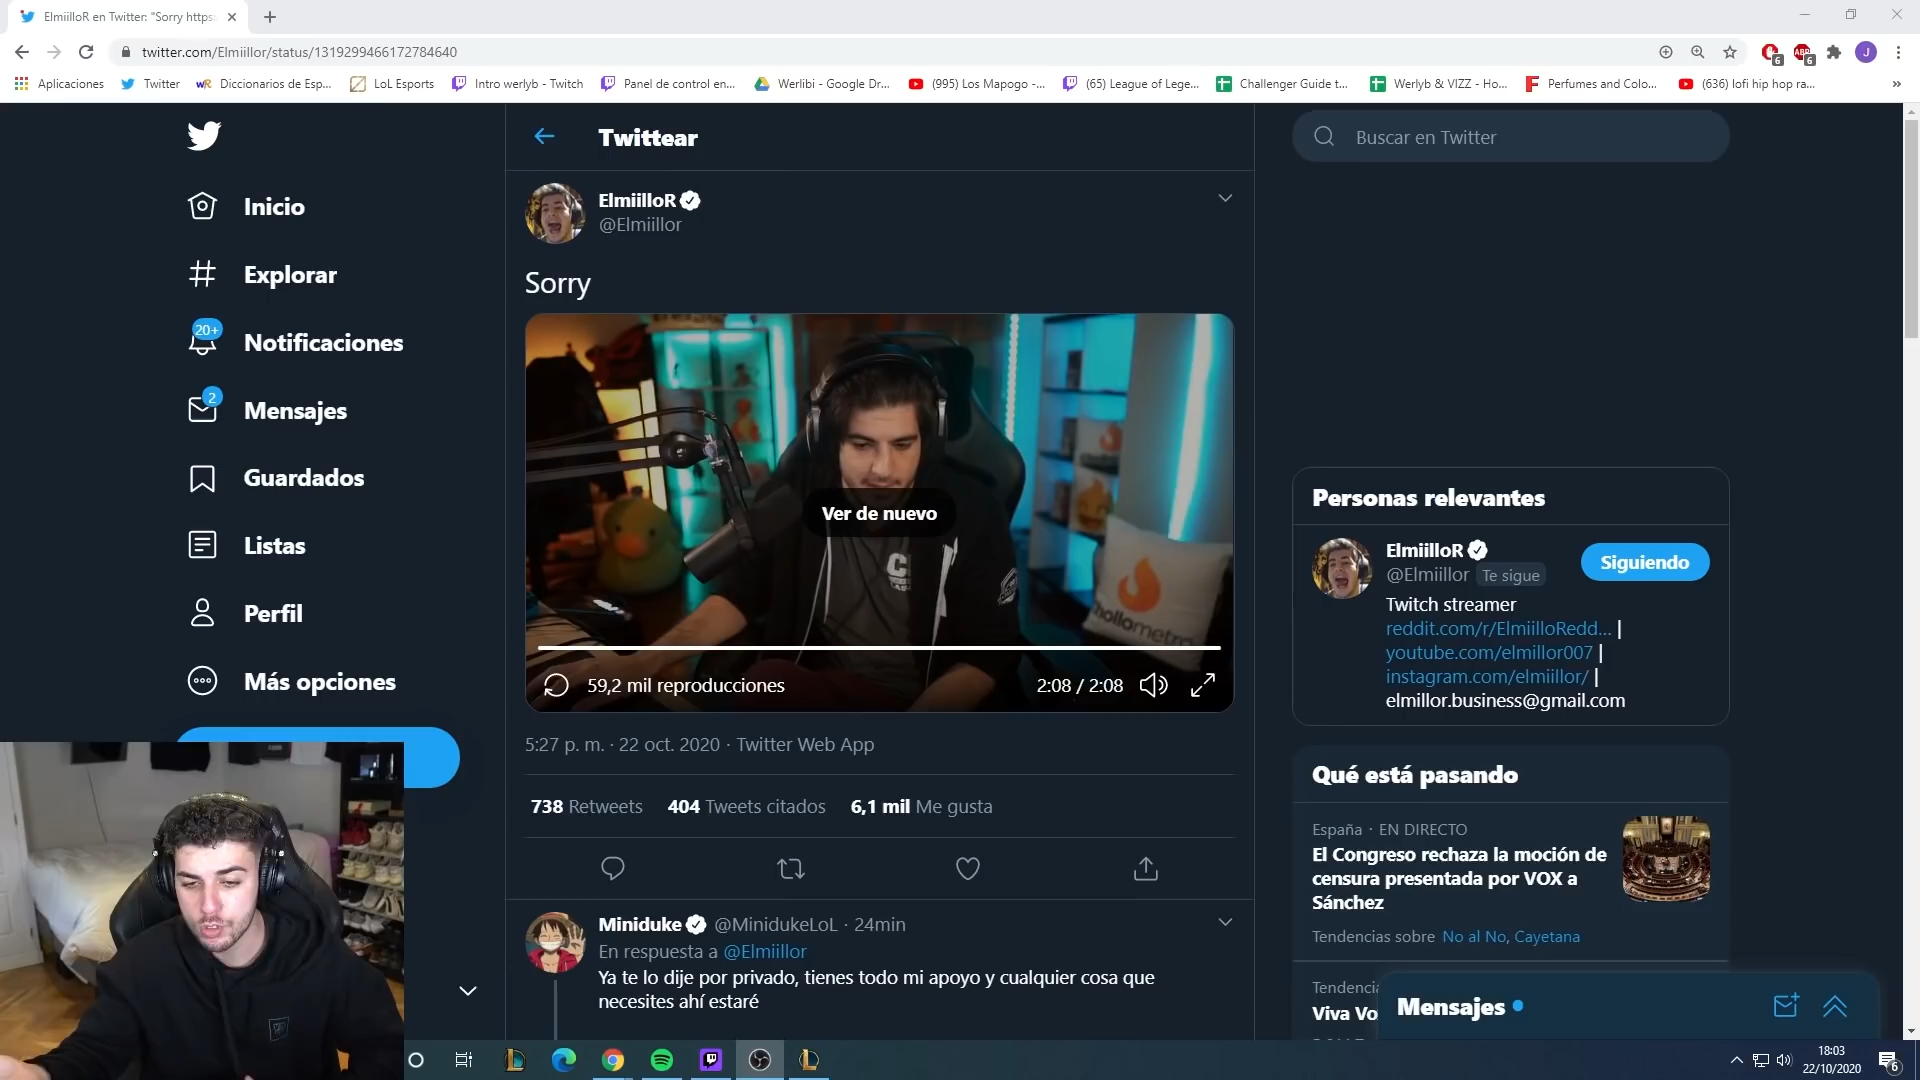 ElmiilloR en Twitter: "Sorry https:
twitter.com/Elmiillor/status/1319299466172784640
6
6
J
Aplicaciones
Twitter
WR Diccionarios de Esp...
LoL Esports
Intro werlyb - Twitch
Panel de control en...
Werlibi - Google Dr...
(995) Los Mapogo -...
(65) League of Lege...
Challenger Guide t...
Werlyb & VIZZ - Ho...
Perfumes and Colo...
(636) lofi hip hop ra...
Twittear
Buscar en Twitter
Inicio
Explorar
20+
Notificaciones
2
Mensajes
Guardados
Listas
Perfil
Más opciones
ElmiilloR
@Elmiillor
Sorry
Ver de nuevo
hollometro
59,2 mil reproducciones
2:08 / 2:08
5:27 p. m. · 22 oct. 2020 · Twitter Web App
738 Retweets 404 Tweets citados 6,1 mil Me gusta
Miniduke @MinidukeLoL · 24min
En respuesta a @Elmiillor
Ya te lo dije por privado, tienes todo mi apoyo y cualquier cosa que
necesites ahí estaré
Personas relevantes
ElmiilloR
@Elmiillor Te sigue
Siguiendo
Twitch streamer
reddit.com/r/ElmiilloRedd... |
youtube.com/elmillor007 |
instagram.com/elmiillor/ |
elmillor.business@gmail.com
Qué está pasando
España · EN DIRECTO
El Congreso rechaza la moción de
censura presentada por VOX a
Sánchez
Tendencias sobre No al No, Cayetana
Tendencia
Viva Vo
Mensajes
18:03
22/10/2020
6